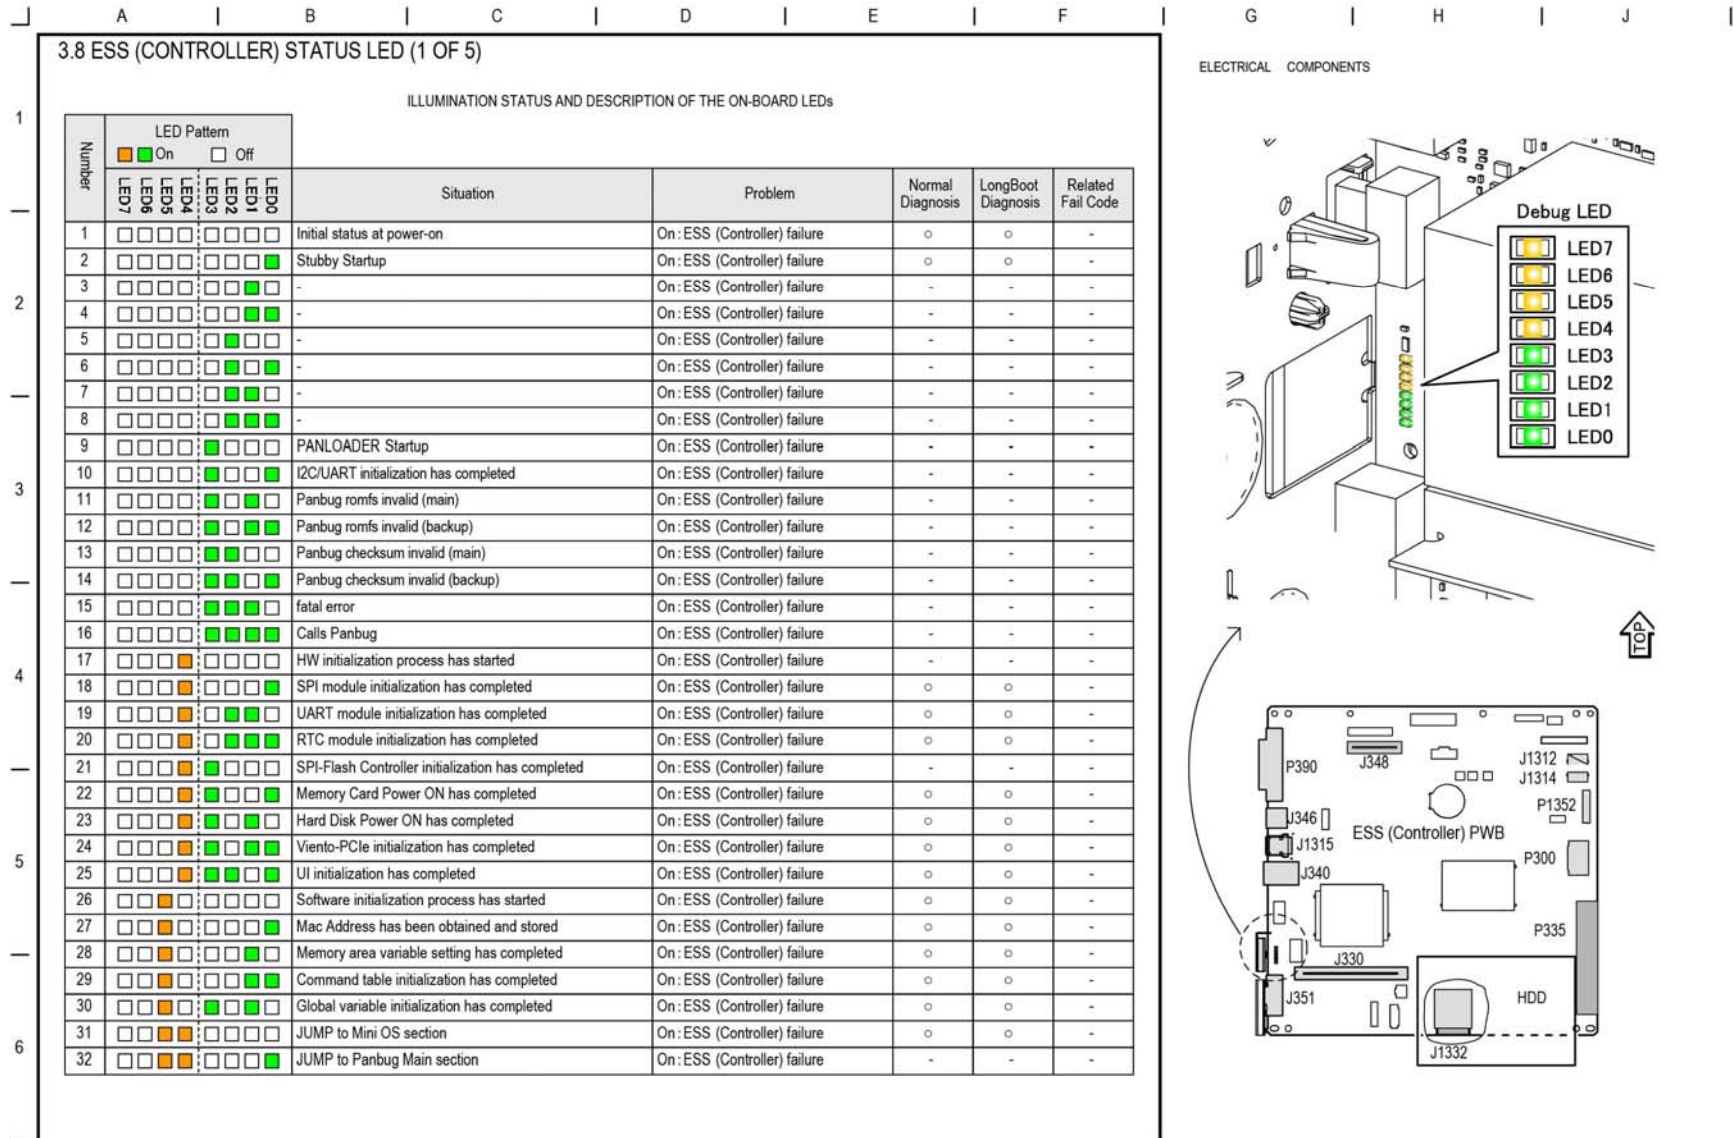 A B C D E F G H J
3.8 ESS (CONTROLLER) STATUS LED (1 OF 5)
ELECTRICAL COMPONENTS
ILLUMINATION STATUS AND DESCRIPTION OF THE ON-BOARD LEDs
1
2
3
4
5
6
Number
LED Pattern
On Off
LED7 LED6 LED5 LED4 LED3 LED2 LED1 LED0
Situation Problem Normal Diagnosis LongBoot Diagnosis Related Fail Code
1 Initial status at power-on On : ESS (Controller) failure ○ ○ -
2 Stubby Startup On : ESS (Controller) failure ○ ○ -
3 - On : ESS (Controller) failure - - -
4 - On : ESS (Controller) failure - - -
5 - On : ESS (Controller) failure - - -
6 - On : ESS (Controller) failure - - -
7 - On : ESS (Controller) failure - - -
8 - On : ESS (Controller) failure - - -
9 PANLOADER Startup On : ESS (Controller) failure - - -
10 I2C/UART initialization has completed On : ESS (Controller) failure - - -
11 Panbug romfs invalid (main) On : ESS (Controller) failure - - -
12 Panbug romfs invalid (backup) On : ESS (Controller) failure - - -
13 Panbug checksum invalid (main) On : ESS (Controller) failure - - -
14 Panbug checksum invalid (backup) On : ESS (Controller) failure - - -
15 fatal error On : ESS (Controller) failure - - -
16 Calls Panbug On : ESS (Controller) failure - - -
17 HW initialization process has started On : ESS (Controller) failure - - -
18 SPI module initialization has completed On : ESS (Controller) failure ○ ○ -
19 UART module initialization has completed On : ESS (Controller) failure ○ ○ -
20 RTC module initialization has completed On : ESS (Controller) failure ○ ○ -
21 SPI-Flash Controller initialization has completed On : ESS (Controller) failure - - -
22 Memory Card Power ON has completed On : ESS (Controller) failure ○ ○ -
23 Hard Disk Power ON has completed On : ESS (Controller) failure ○ ○ -
24 Viento-PCIe initialization has completed On : ESS (Controller) failure ○ ○ -
25 UI initialization has completed On : ESS (Controller) failure ○ ○ -
26 Software initialization process has started On : ESS (Controller) failure ○ ○ -
27 Mac Address has been obtained and stored On : ESS (Controller) failure ○ ○ -
28 Memory area variable setting has completed On : ESS (Controller) failure ○ ○ -
29 Command table initialization has completed On : ESS (Controller) failure ○ ○ -
30 Global variable initialization has completed On : ESS (Controller) failure ○ ○ -
31 JUMP to Mini OS section On : ESS (Controller) failure ○ ○ -
32 JUMP to Panbug Main section On : ESS (Controller) failure - - -
Debug LED
LED7
LED6
LED5
LED4
LED3
LED2
LED1
LED0
TOP
P390
J348
J1312
J1314
P1352
J346
ESS (Controller) PWB
J1315
P300
J340
P335
J330
J351
HDD
J1332